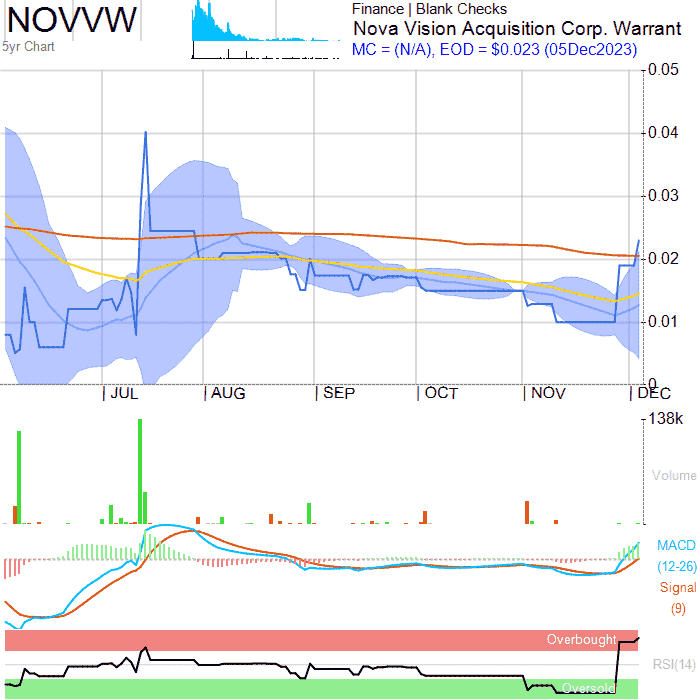 NOVVW
5yr Chart
Finance | Blank Checks
Nova Vision Acquisition Corp. Warrant
MC = (N/A), EOD = $0.023 (05Dec2023)
0.05
0.04
0.03
0.02
0.01
0
JUL
AUG
SEP
OCT
NOV
DEC
138k
Volume
MACD
(12-26)
Signal
(9)
Overbought
RSI(14)
Oversold